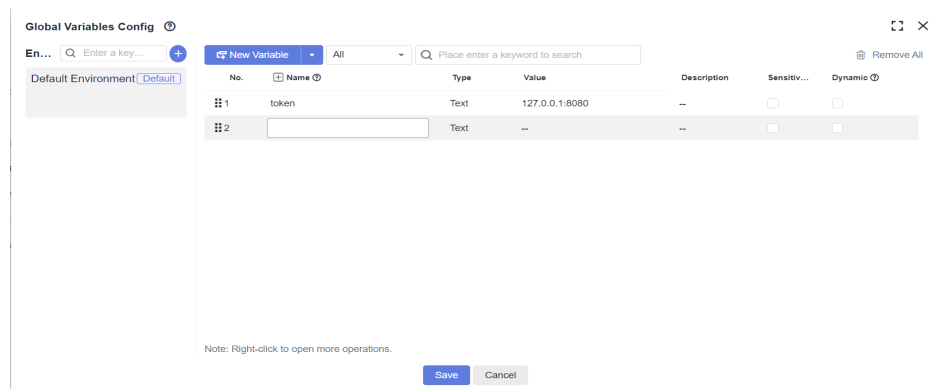 Global Variables Config
En... Enter a key... New Variable All Place enter a keyword to search Remove All
Default Environment Default
No. Name Type Value Description Sensitiv... Dynamic
1 token Text 127.0.0.1:8080 --
2 Text -- --
Note: Right-click to open more operations.
Save Cancel